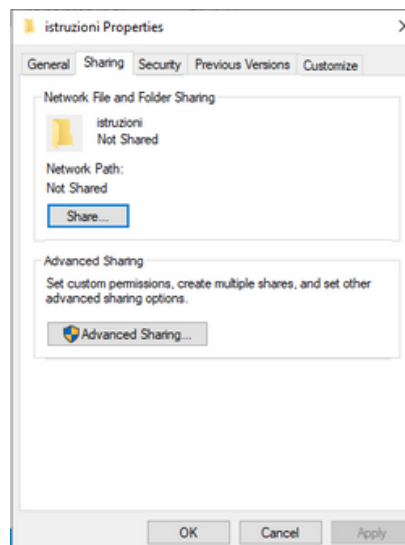 istruzioni Properties
General Sharing Security Previous Versions Customize
Network File and Folder Sharing
istruzioni
Not Shared
Network Path:
Not Shared
Share...
Advanced Sharing
Set custom permissions, create multiple shares, and set other
advanced sharing options.
Advanced Sharing...
OK Cancel Apply